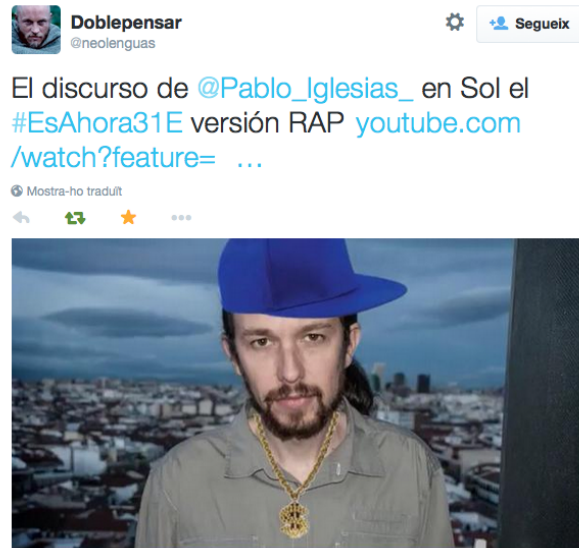 Doblepensar
@neolenguas
Segueix
El discurso de @Pablo_Iglesias_ en Sol el
#EsAhora31E versión RAP youtube.com
/watch?feature= ...
Mostra-ho traduït